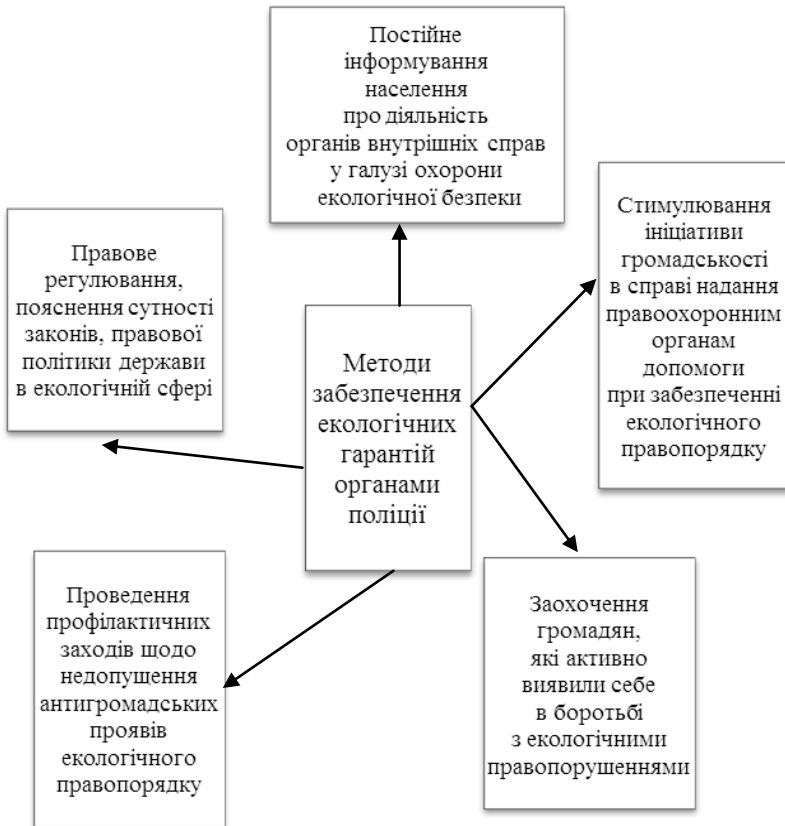 Постійне
інформування
населення
про діяльність
органів внутрішніх справ
у галузі охорони
екологічної безпеки
Стимулювання
ініціативи
громадськості
в справі надання
правоохоронним
органам
допомоги
при забезпеченні
екологічного
правопорядку
Правове
регулювання,
пояснення сутності
законів, правової
політики держави
в екологічній сфері
Методи
забезпечення
екологічних
гарантій
органами
поліції
Проведення
профілактичних
заходів щодо
недопущення
антигромадських
проявів
екологічного
правопорядку
Заохочення
громадян,
які активно
виявили себе
в боротьбі
з екологічними
правопорушеннями